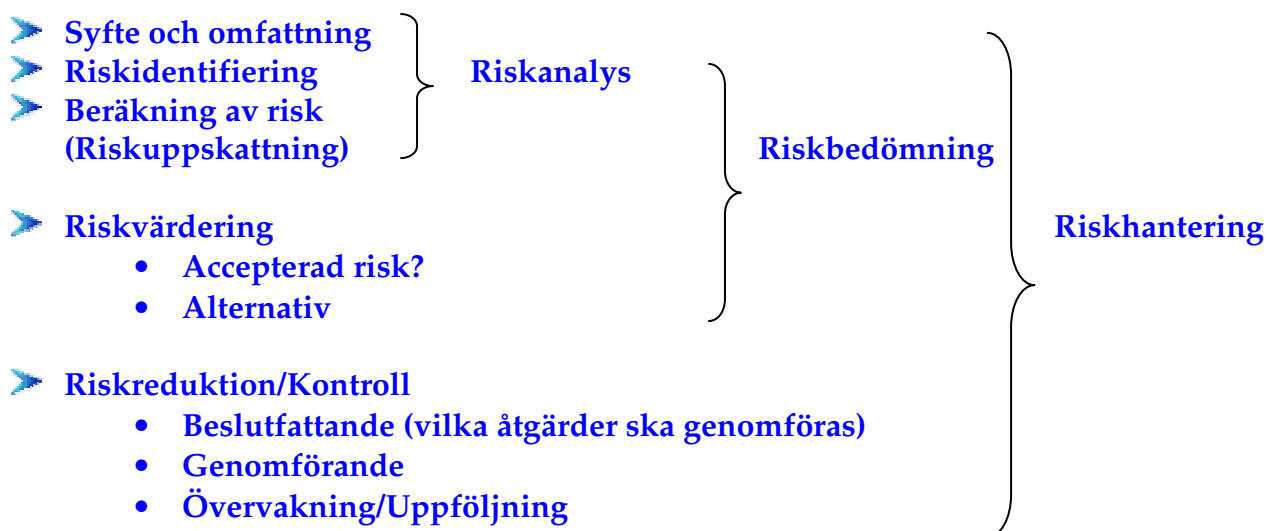 Syfte och omfattning
Riskidentifiering
Riskanalys
Beräkning av risk
(Riskuppskattning)
Riskbedömning
Riskvärdering
Riskhantering
• Accepterad risk?
• Alternativ
Riskreduktion/Kontroll
• Beslutfattande (vilka åtgärder ska genomföras)
• Genomförande
• Övervakning/Uppföljning